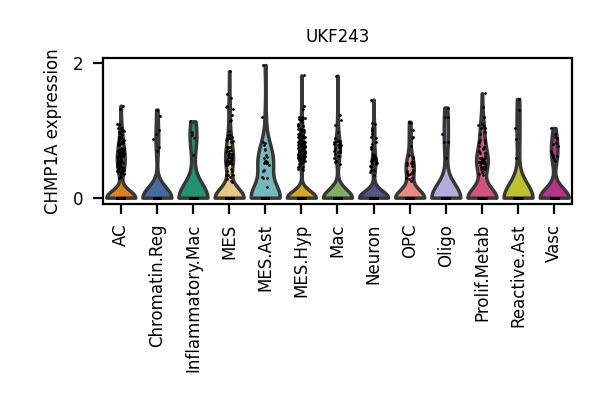 UKF243
CHMP1A expression
2
0
AC
Chromatin.Reg
Inflammatory.Mac
MES
MES.Ast
MES.Hyp
Mac
Neuron
OPC
Oligo
Prolif.Metab
Reactive.Ast
Vasc